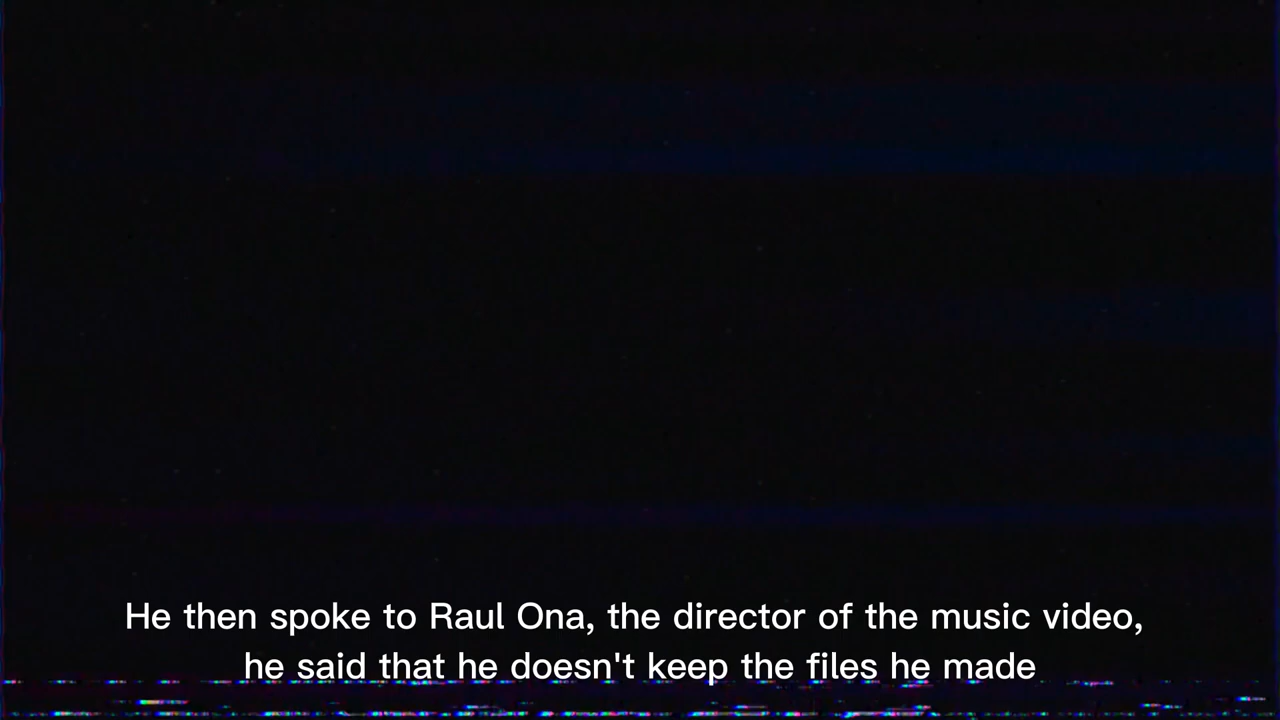 He then spoke to Raul Ona, the director of the music video,
he said that he doesn't keep the files he made